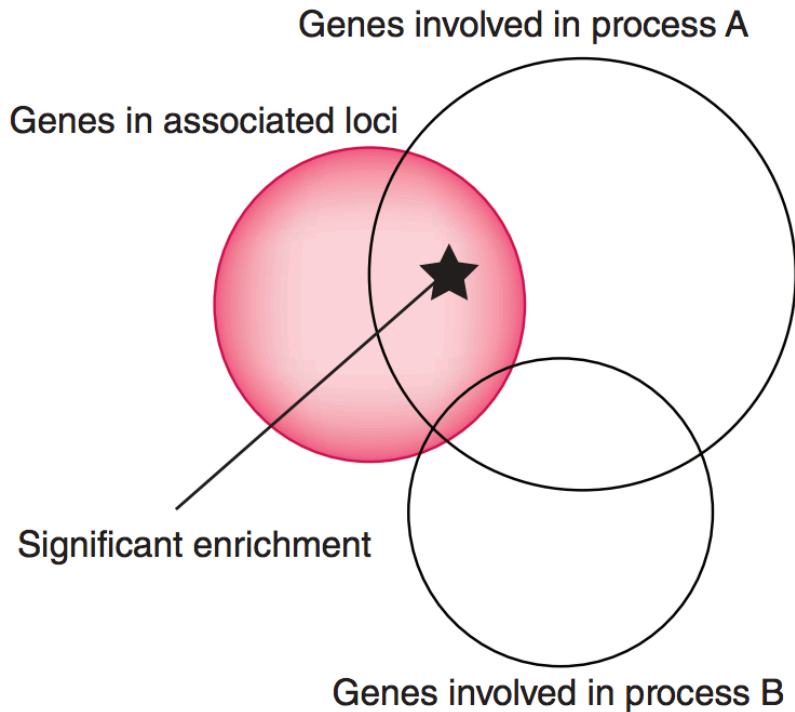 Genes involved in process A
Genes in associated loci
Significant enrichment
Genes involved in process B